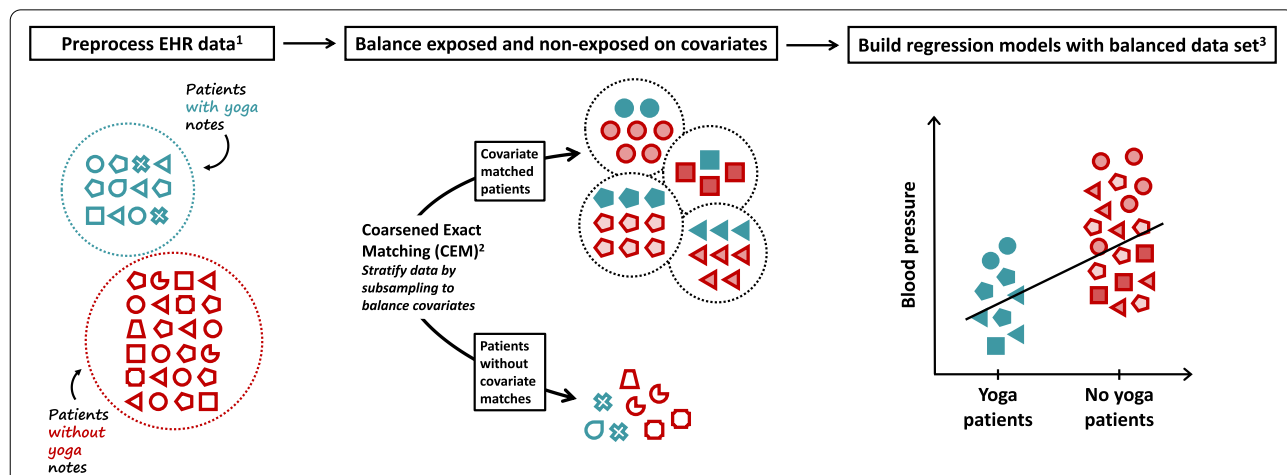 Preprocess EHR data¹
Balance exposed and non-exposed on covariates
Build regression models with balanced data set³
Patients
with yoga
notes
Patients
without
yoga
notes
Covariate
matched
patients
Coarsened Exact
Matching (CEM)²
Stratify data by
subsampling to
balance covariates
Patients
without
covariate
matches
Blood pressure
Yoga
patients
No yoga
patients